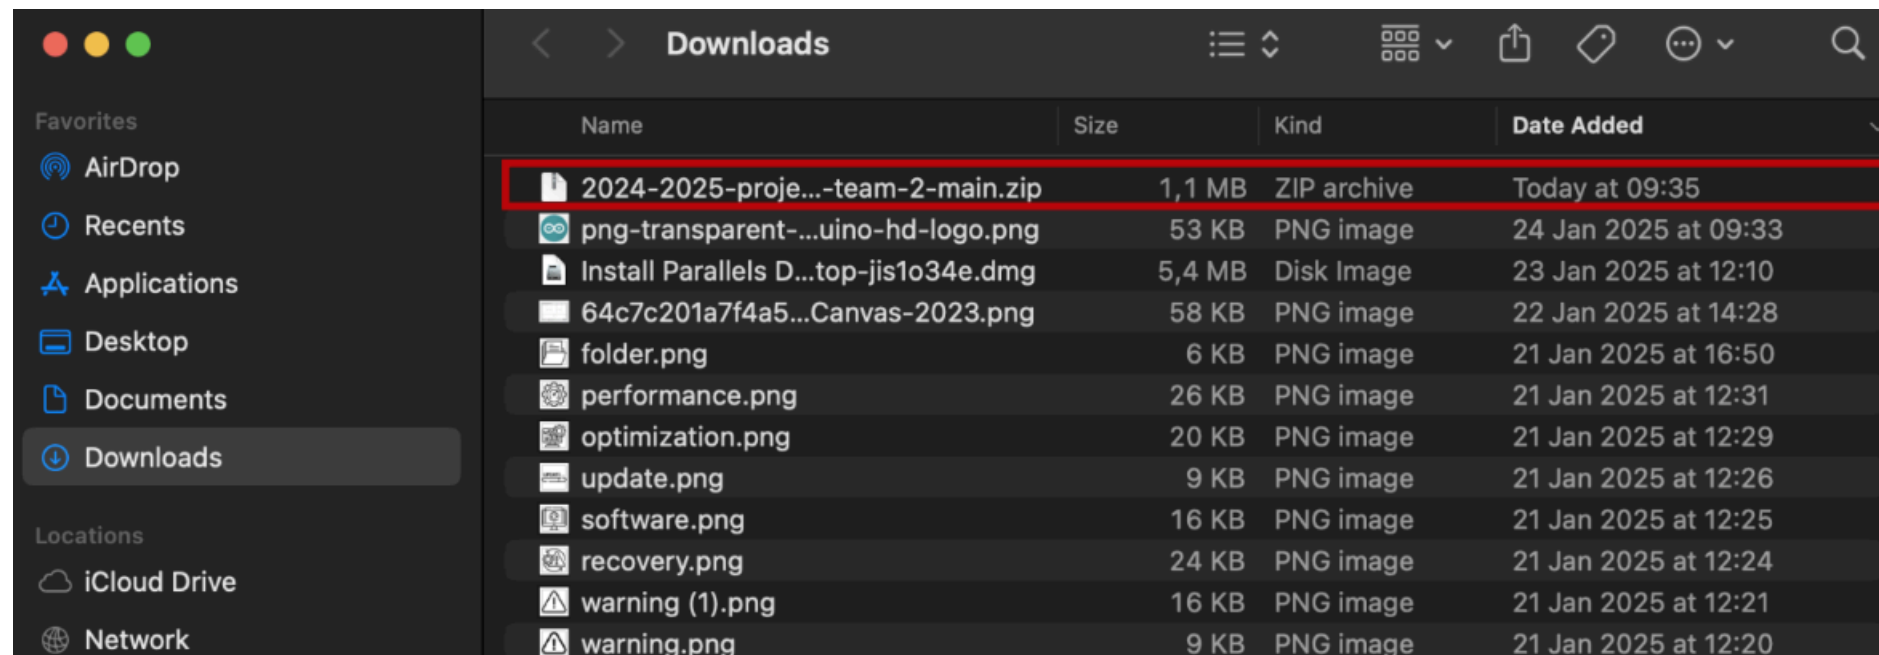 Downloads
Favorites
AirDrop
Recents
Applications
Desktop
Documents
Downloads
Locations
iCloud Drive
Network
Name Size Kind Date Added
2024-2025-proje...-team-2-main.zip 1,1 MB ZIP archive Today at 09:35
png-transparent-...uino-hd-logo.png 53 KB PNG image 24 Jan 2025 at 09:33
Install Parallels D...top-jis1o34e.dmg 5,4 MB Disk Image 23 Jan 2025 at 12:10
64c7c201a7f4a5...Canvas-2023.png 58 KB PNG image 22 Jan 2025 at 14:28
folder.png 6 KB PNG image 21 Jan 2025 at 16:50
performance.png 26 KB PNG image 21 Jan 2025 at 12:31
optimization.png 20 KB PNG image 21 Jan 2025 at 12:29
update.png 9 KB PNG image 21 Jan 2025 at 12:26
software.png 16 KB PNG image 21 Jan 2025 at 12:25
recovery.png 24 KB PNG image 21 Jan 2025 at 12:24
warning (1).png 16 KB PNG image 21 Jan 2025 at 12:21
warning.png 9 KB PNG image 21 Jan 2025 at 12:20